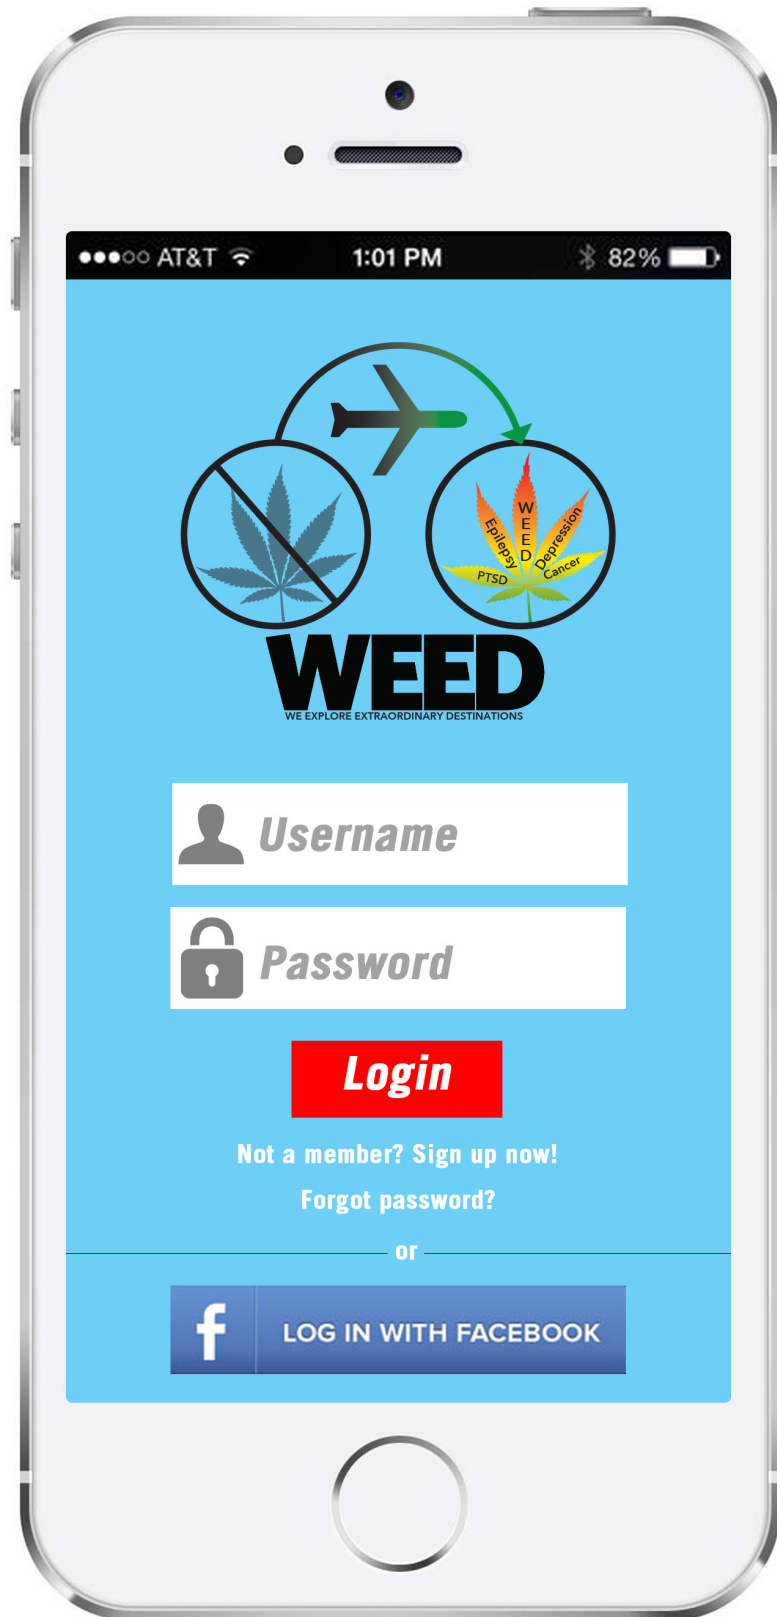 ●●●○○ AT&T 1:01 PM 82%
WEED
Epilepsy
Depression
PTSD
Cancer
WEED
WE EXPLORE EXTRAORDINARY DESTINATIONS
Username
Password
Login
Not a member? Sign up now!
Forgot password?
or
f LOG IN WITH FACEBOOK